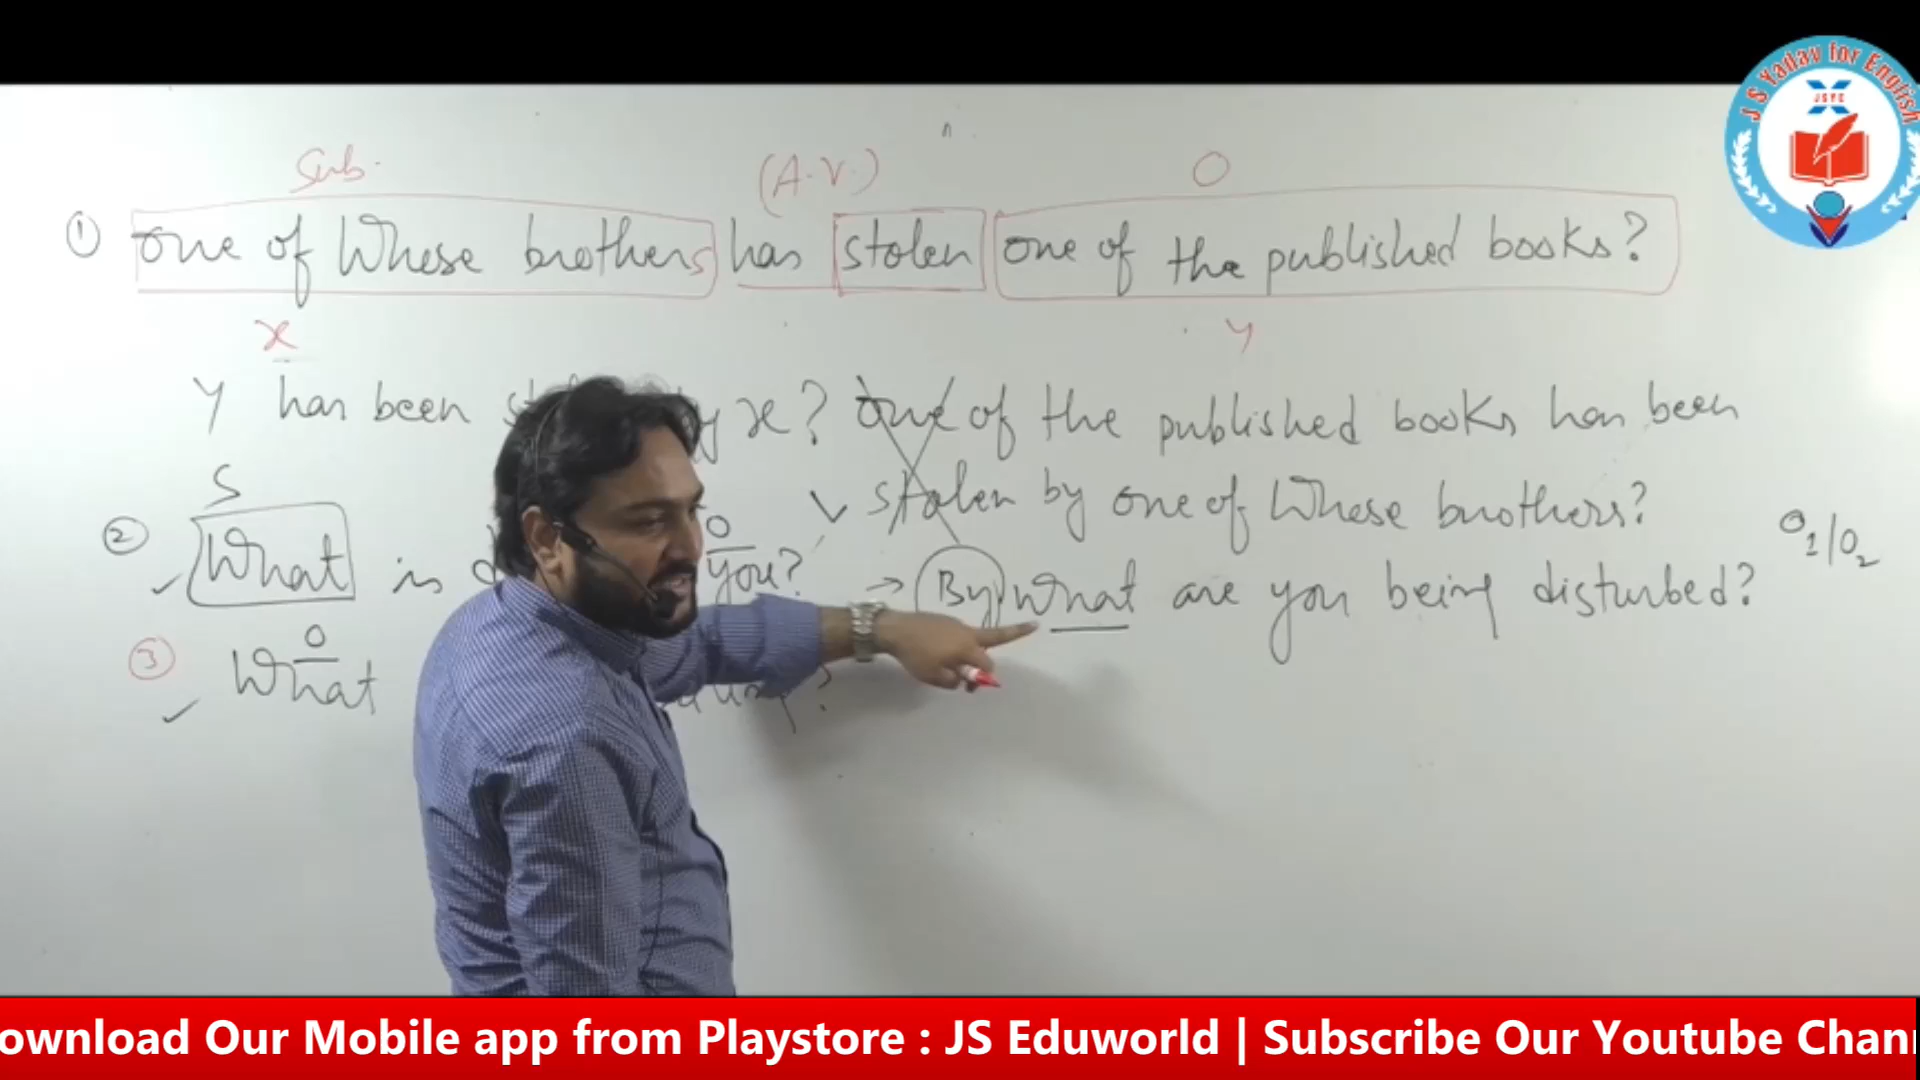 Sub. (A.V.) O
① one of Whose brothers has stolen one of the published books?
x y
Y has been by x? one of the published books has been
S
stolen by one of Whose brothers?
O
O1/O2
② What is you? → By what are you being disturbed?
O
③ What ?
J S Yadav for English
JSYE
ownload Our Mobile app from Playstore : JS Eduworld | Subscribe Our Youtube Chan